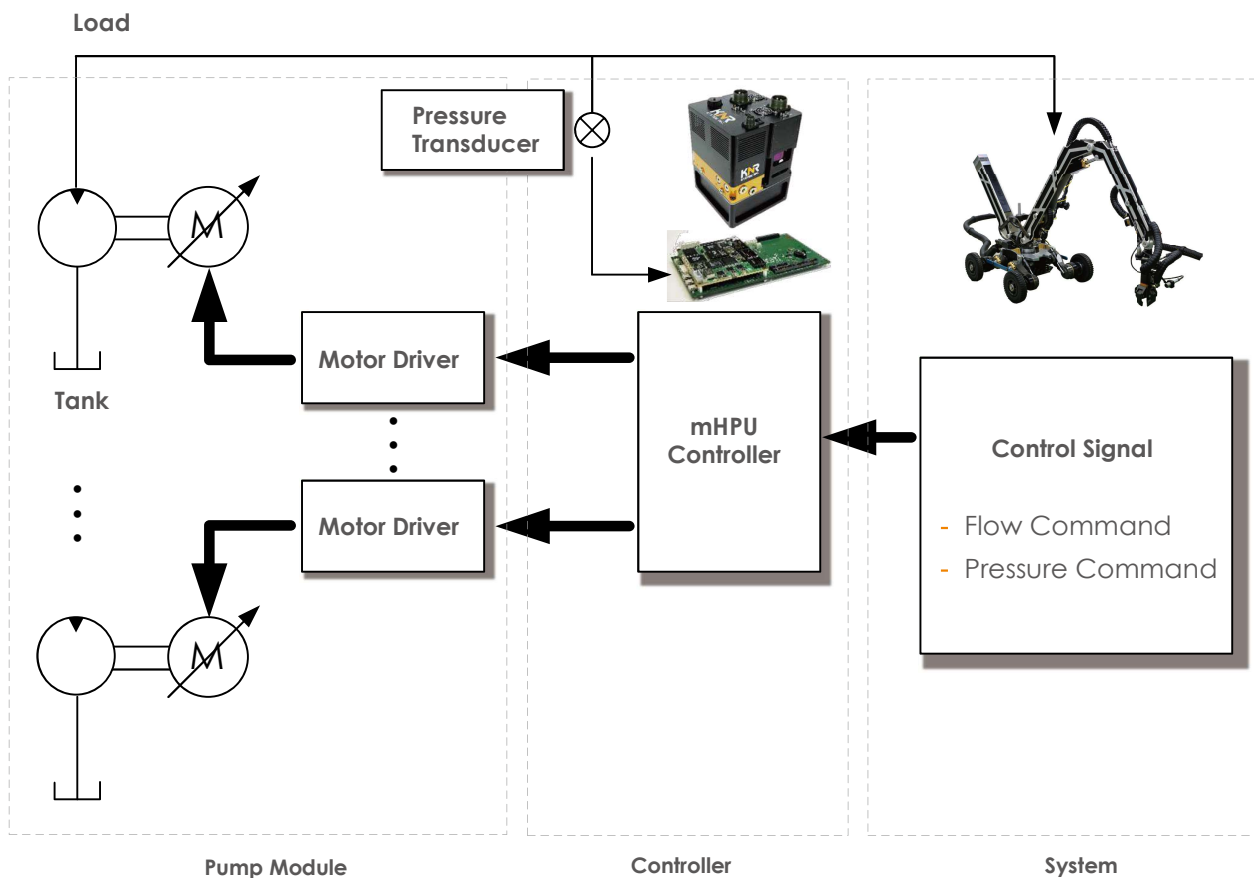 Load
Pressure
Transducer
KNR
KNR
M
Motor Driver
Tank
mHPU
Controller
Control Signal
- Flow Command
- Pressure Command
Motor Driver
M
Pump Module
Controller
System